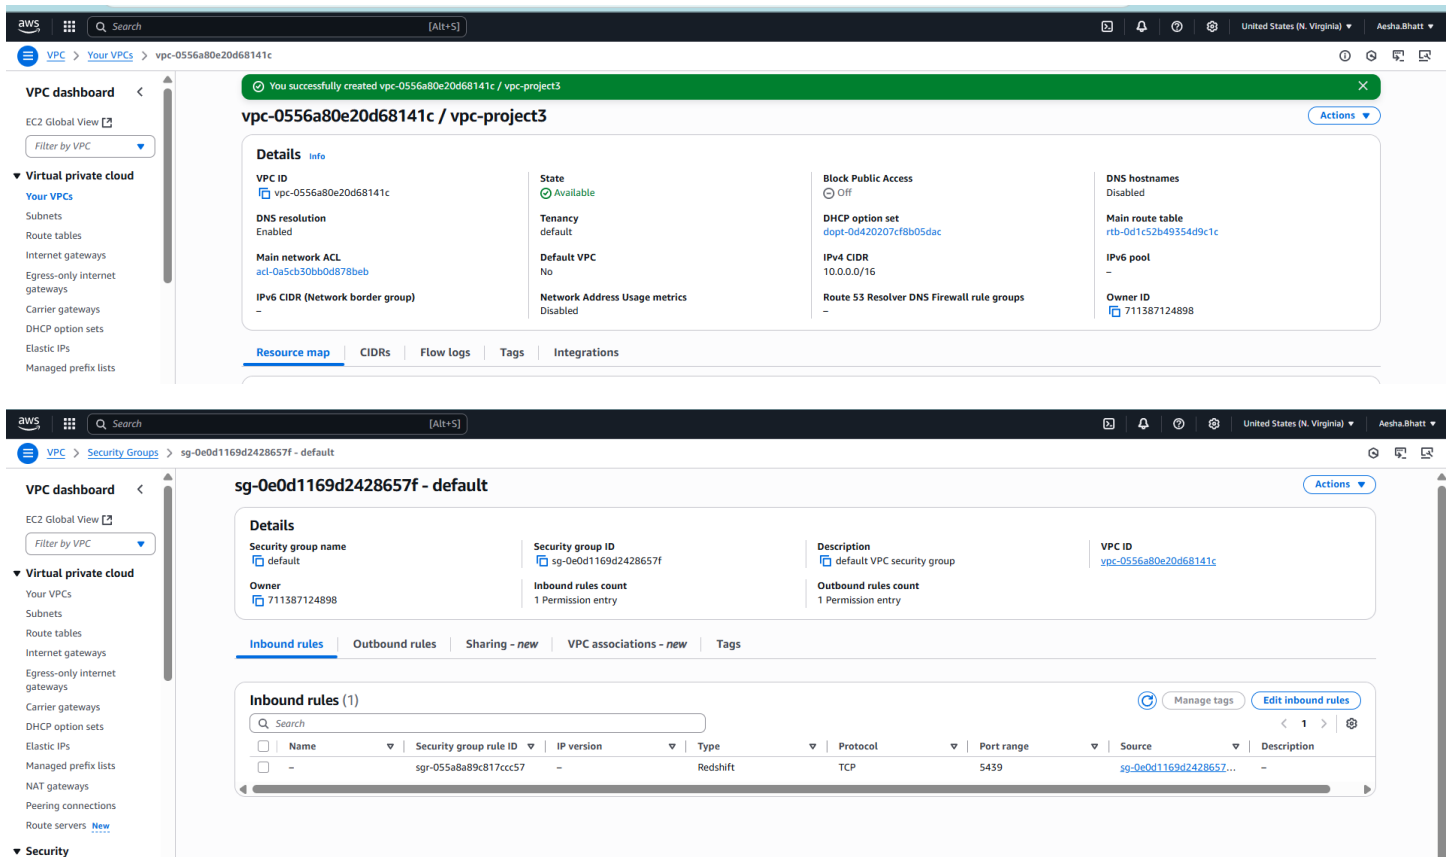 aws
Search
[Alt+S]
United States (N. Virginia) ▼
Aesha.Bhatt ▼
VPC > Your VPCs > vpc-0556a80e20d68141c
VPC dashboard
EC2 Global View
Filter by VPC
Virtual private cloud
Your VPCs
Subnets
Route tables
Internet gateways
Egress-only internet
gateways
Carrier gateways
DHCP option sets
Elastic IPs
Managed prefix lists
You successfully created vpc-0556a80e20d68141c / vpc-project3
vpc-0556a80e20d68141c / vpc-project3
Actions ▼
Details Info
VPC ID
vpc-0556a80e20d68141c
State
Available
Block Public Access
Off
DNS hostnames
Disabled
DNS resolution
Enabled
Tenancy
default
DHCP option set
dopt-0d420207cf8b05dac
Main route table
rtb-0d1c52b49354d9c1c
Main network ACL
acl-0a5cb30bb0d878beb
Default VPC
No
IPv4 CIDR
10.0.0.0/16
IPv6 pool
–
IPv6 CIDR (Network border group)
–
Network Address Usage metrics
Disabled
Route 53 Resolver DNS Firewall rule groups
–
Owner ID
711387124898
Resource map
CIDRs
Flow logs
Tags
Integrations
aws
Search
[Alt+S]
United States (N. Virginia) ▼
Aesha.Bhatt ▼
VPC > Security Groups > sg-0e0d1169d2428657f - default
VPC dashboard
EC2 Global View
Filter by VPC
Virtual private cloud
Your VPCs
Subnets
Route tables
Internet gateways
Egress-only internet
gateways
Carrier gateways
DHCP option sets
Elastic IPs
Managed prefix lists
NAT gateways
Peering connections
Route servers New
Security
sg-0e0d1169d2428657f - default
Actions ▼
Details
Security group name
default
Security group ID
sg-0e0d1169d2428657f
Description
default VPC security group
VPC ID
vpc-0556a80e20d68141c
Owner
711387124898
Inbound rules count
1 Permission entry
Outbound rules count
1 Permission entry
Inbound rules
Outbound rules
Sharing - new
VPC associations - new
Tags
Inbound rules (1)
Manage tags
Edit inbound rules
Search
< 1 >
Name
Security group rule ID
IP version
Type
Protocol
Port range
Source
Description
–
sgr-055a8a89c817ccc57
–
Redshift
TCP
5439
sg-0e0d1169d2428657...
–